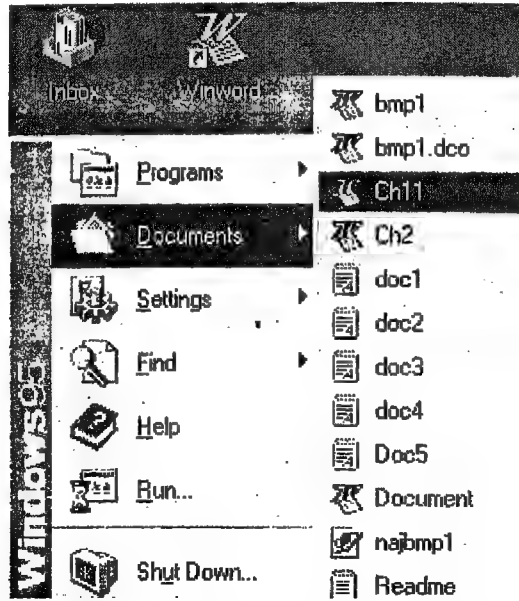 Inbox
Winword
Programs
Documents
Settings
Find
Help
Run...
Shut Down...
Windows95
bmp1
bmp1.dco
Ch11
Ch2
doc1
doc2
doc3
doc4
Doc5
Document
najbmp1
Readme